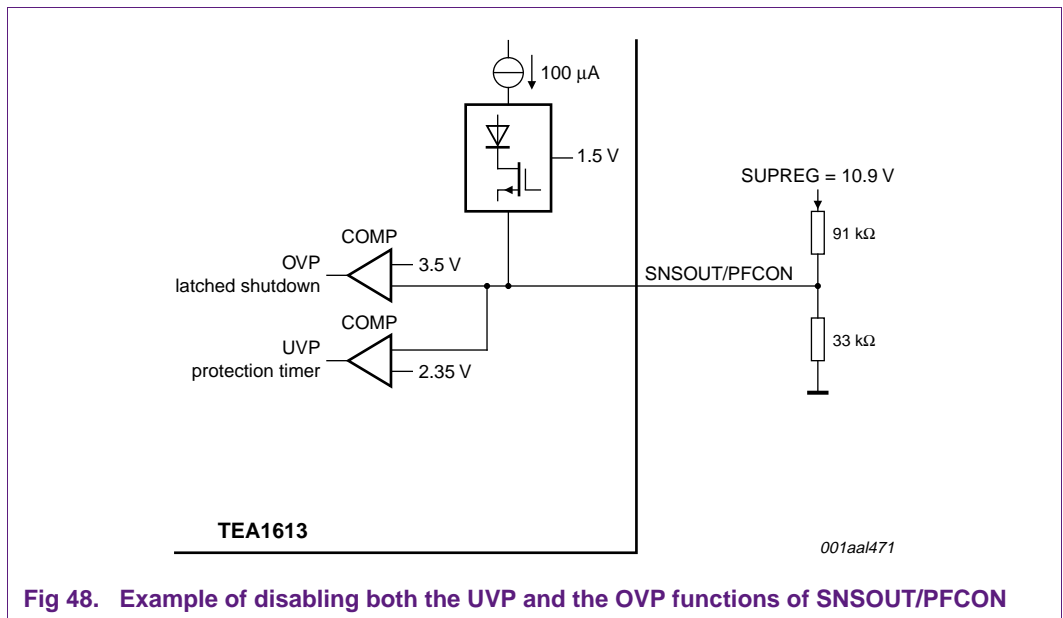 100 μA
1.5 V
SUPREG = 10.9 V
91 kΩ
COMP
OVP
latched shutdown
3.5 V
SNSOUT/PFCON
COMP
UVP
protection timer
2.35 V
33 kΩ
TEA1613
001aal471
Fig 48. Example of disabling both the UVP and the OVP functions of SNSOUT/PFCON